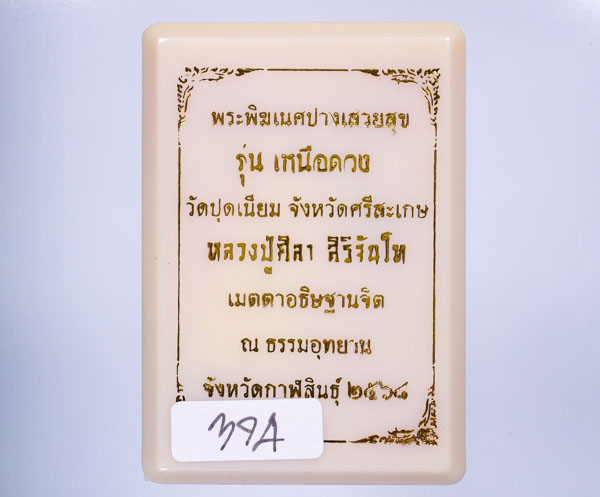 พระพิฆเนศปางเสวยสุข
รุ่น เหนือดวง
วัดปุดเนียม จังหวัดศรีสะเกษ
หลวงปู่ศิลา สิริจันโท
เมตตาอธิษฐานจิต
ณ ธรรมอุทยาน
จังหวัดกาฬสินธุ์ ๒๕๖๘
39A